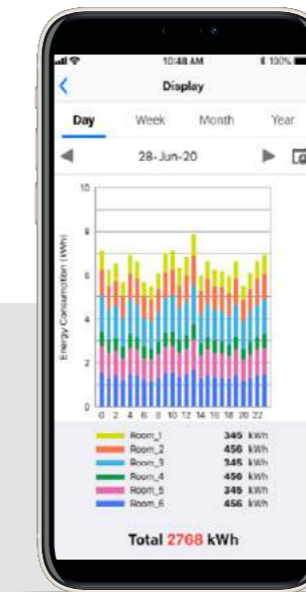 10:48 AM
100%
Display
Day Week Month Year
28-Jun-20
Energy Consumption (kWh)
10
8
6
4
2
0
0 2 4 6 8 10 12 14 16 18 20 22
Room_1 345 kWh
Room_2 456 kWh
Room_3 345 kWh
Room_4 456 kWh
Room_5 345 kWh
Room_6 456 kWh
Total 2768 kWh